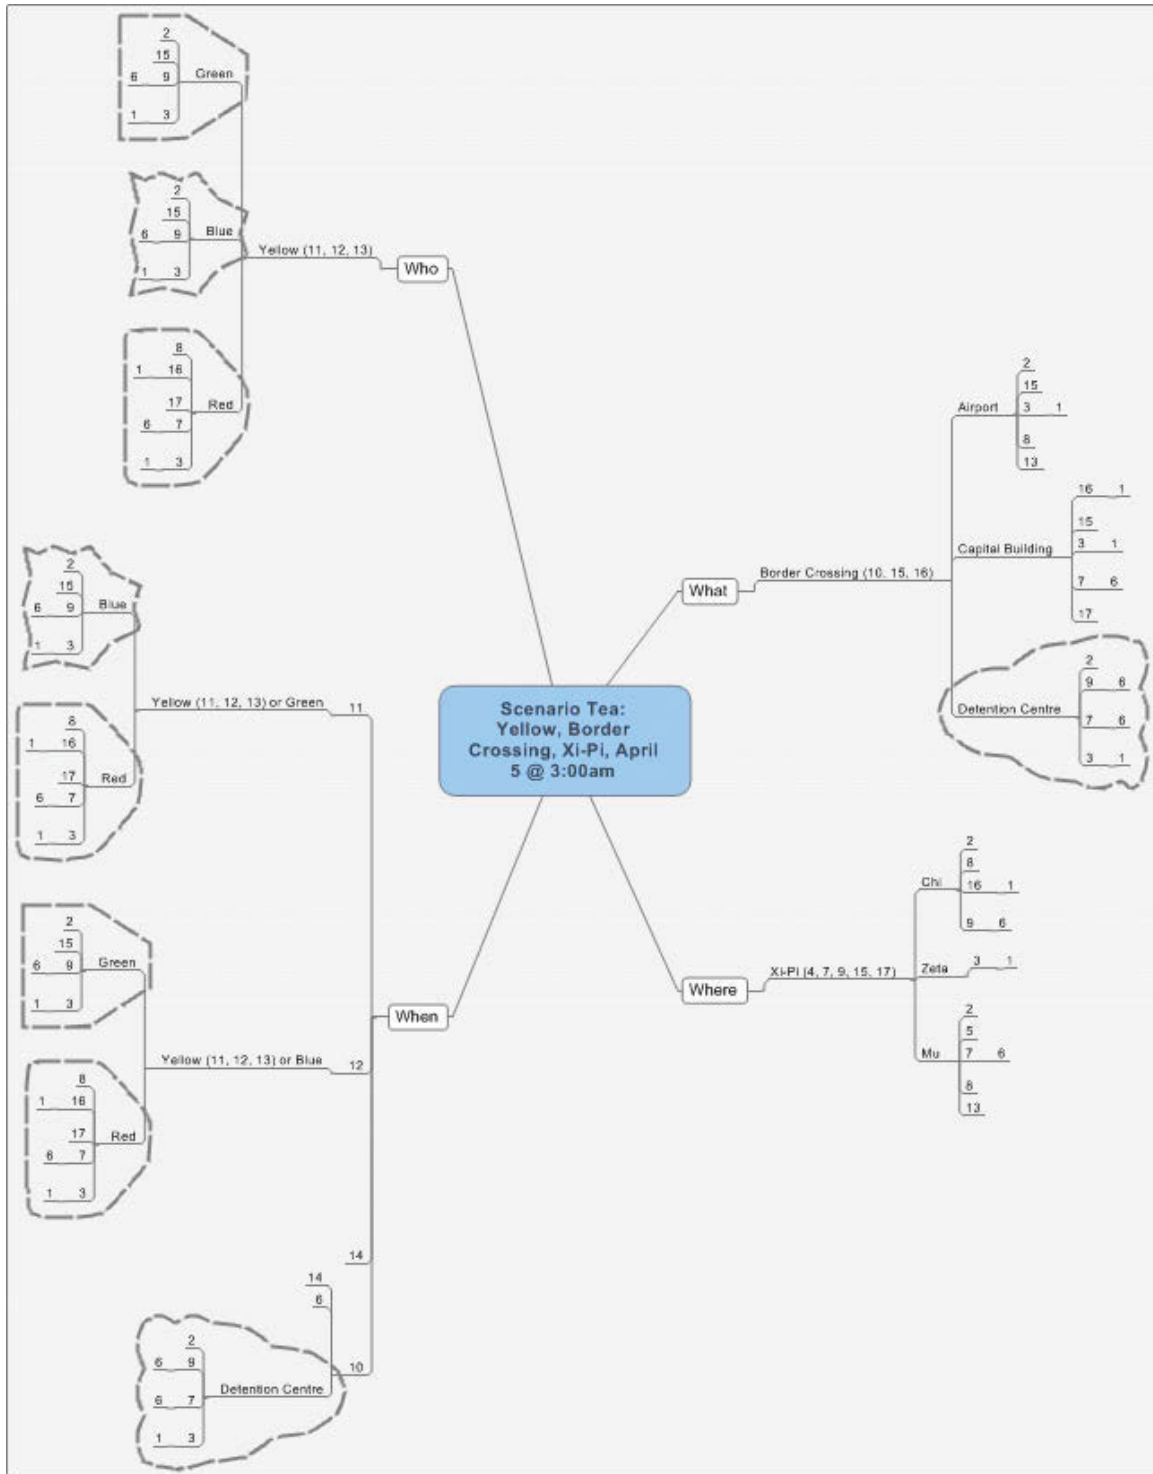 2
15
6 9 Green
1 3
2
15
6 9 Blue
1 3
Yellow (11, 12, 13)
Who
8
1 16
17 Red
6 7
1 3
2
15
Airport 3 1
8
13
16 1
15
Capital Building 3 1
7 6
17
Border Crossing (10, 15, 16)
What
2
9 6
Detention Centre
7 6
3 1
2
15
6 9 Blue
1 3
Yellow (11, 12, 13) or Green 11
8
1 16
17 Red
6 7
1 3
Scenario Tea:
Yellow, Border
Crossing, Xi-Pi, April
5 @ 3:00am
2
8
Chi 16 1
9 6
Where Xi-Pi (4, 7, 9, 15, 17)
Zeta 3 1
2
5
Mu 7 6
8
13
2
15
6 9 Green
1 3
When
Yellow (11, 12, 13) or Blue 12
8
1 16
17 Red
6 7
1 3
14
14
6
10
2
6 9
Detention Centre
6 7
1 3